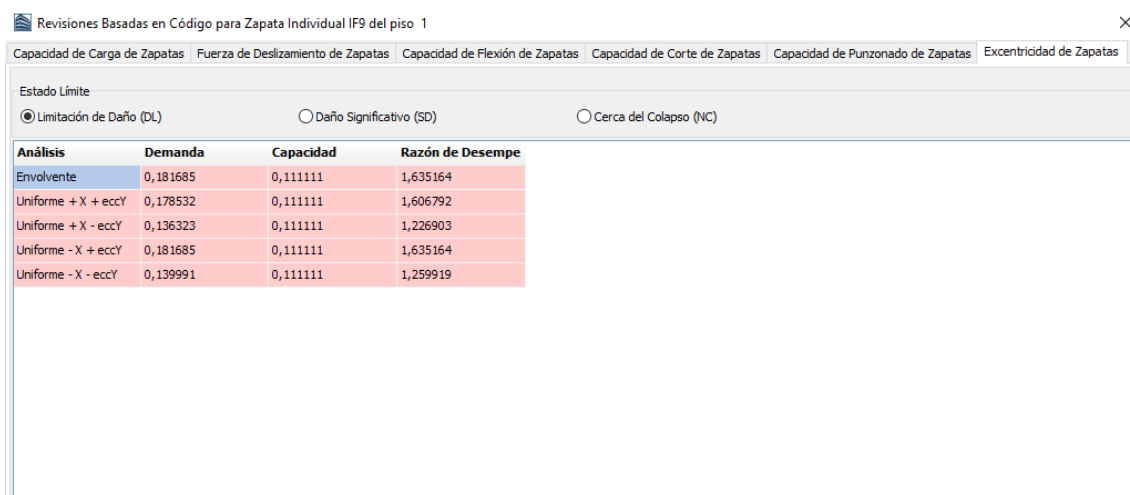 Revisiones Basadas en Código para Zapata Individual IF9 del piso 1
Capacidad de Carga de Zapatas Fuerza de Deslizamiento de Zapatas Capacidad de Flexión de Zapatas Capacidad de Corte de Zapatas Capacidad de Punzonado de Zapatas Excentricidad de Zapatas
Estado Límite
Limitación de Daño (DL) Daño Significativo (SD) Cerca del Colapso (NC)
Análisis Demanda Capacidad Razón de Desempe
Envolvente 0,181685 0,111111 1,635164
Uniforme + X + eccY 0,178532 0,111111 1,606792
Uniforme + X - eccY 0,136323 0,111111 1,226903
Uniforme - X + eccY 0,181685 0,111111 1,635164
Uniforme - X - eccY 0,139991 0,111111 1,259919